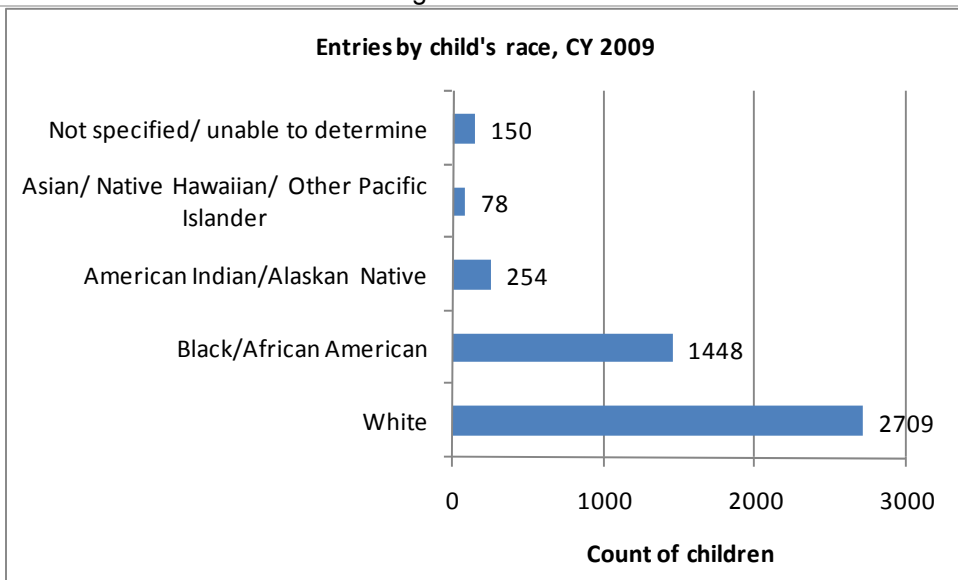 Entries by child's race, CY 2009
Not specified/ unable to determine
150
Asian/ Native Hawaiian/ Other Pacific
Islander
78
American Indian/Alaskan Native
254
Black/African American
1448
White
2709
0 1000 2000 3000
Count of children